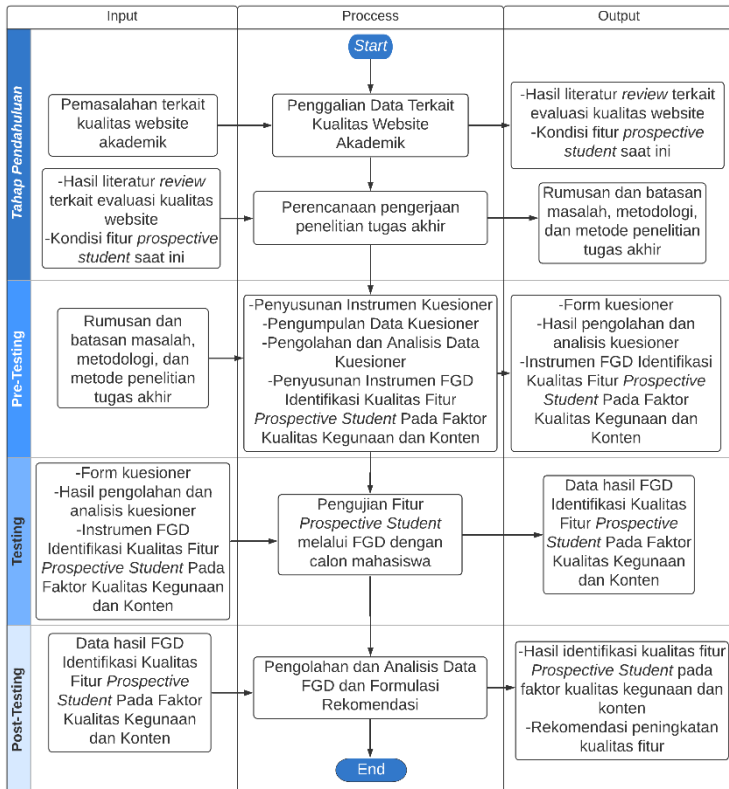 Input
Proccess
Output
Tahap Pendahuluan
Start
Pemasalahan terkait
kualitas website
akademik
Penggalian Data Terkait
Kualitas Website
Akademik
-Hasil literatur review terkait
evaluasi kualitas website
-Kondisi fitur prospective
student saat ini
-Hasil literatur review
terkait evaluasi kualitas
website
-Kondisi fitur prospective
student saat ini
Perencanaan pengerjaan
penelitian tugas akhir
Rumusan dan batasan
masalah, metodologi,
dan metode penelitian
tugas akhir
Pre-Testing
Rumusan dan
batasan masalah,
metodologi, dan
metode penelitian
tugas akhir
-Penyusunan Instrumen Kuesioner
-Pengumpulan Data Kuesioner
-Pengolahan dan Analisis Data
Kuesioner
-Penyusunan Instrumen FGD
Identifikasi Kualitas Fitur
Prospective Student Pada Faktor
Kualitas Kegunaan dan Konten
-Form kuesioner
-Hasil pengolahan dan
analisis kuesioner
-Instrumen FGD Identifikasi
Kualitas Fitur Prospective
Student Pada Faktor
Kualitas Kegunaan dan
Konten
Testing
-Form kuesioner
-Hasil pengolahan dan
analisis kuesioner
-Instrumen FGD
Identifikasi Kualitas Fitur
Prospective Student Pada
Faktor Kualitas Kegunaan
dan Konten
Pengujian Fitur
Prospective Student
melalui FGD dengan
calon mahasiswa
Data hasil FGD
Identifikasi Kualitas
Fitur Prospective
Student Pada Faktor
Kualitas Kegunaan
dan Konten
Post-Testing
Data hasil FGD
Identifikasi Kualitas
Fitur Prospective
Student Pada Faktor
Kualitas Kegunaan
dan Konten
Pengolahan dan Analisis Data
FGD dan Formulasi
Rekomendasi
-Hasil identifikasi kualitas fitur
Prospective Student pada
faktor kualitas kegunaan dan
konten
-Rekomendasi peningkatan
kualitas fitur
End